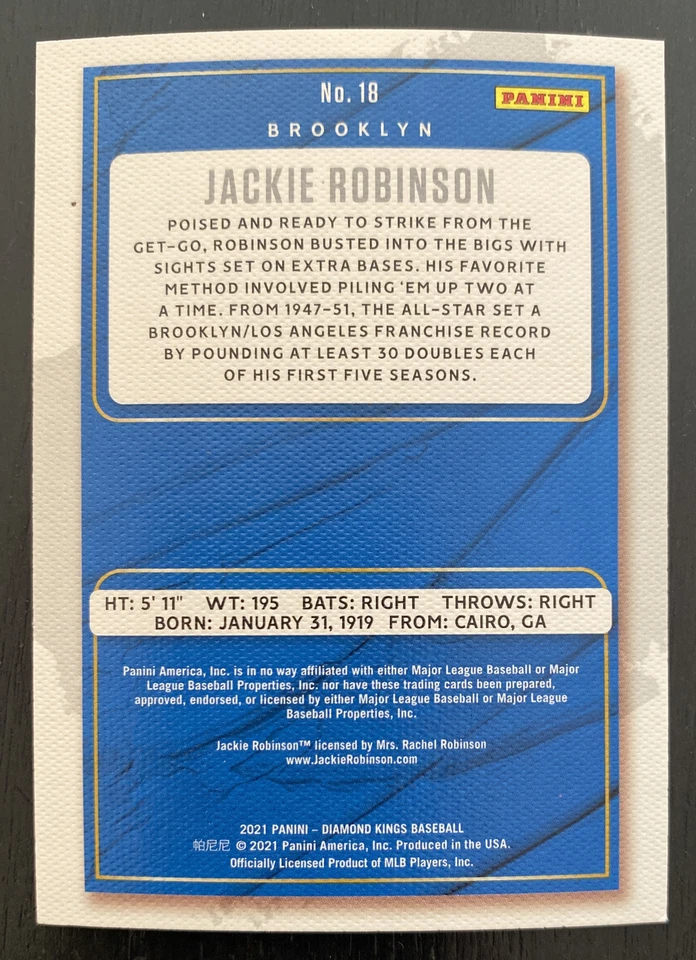 No. 18
PANINI
BROOKLYN
JACKIE ROBINSON
POISED AND READY TO STRIKE FROM THE
GET-GO, ROBINSON BUSTED INTO THE BIGS WITH
SIGHTS SET ON EXTRA BASES. HIS FAVORITE
METHOD INVOLVED PILING ‘EM UP TWO AT
A TIME. FROM 1947-51, THE ALL-STAR SET A
BROOKLYN/LOS ANGELES FRANCHISE RECORD
BY POUNDING AT LEAST 30 DOUBLES EACH
OF HIS FIRST FIVE SEASONS.
HT: 5' 11" WT: 195 BATS: RIGHT THROWS: RIGHT
BORN: JANUARY 31, 1919 FROM: CAIRO, GA
Panini America, Inc. is in no way affiliated with either Major League Baseball or Major
League Baseball Properties, Inc. nor have these trading cards been prepared,
approved, endorsed, or licensed by either Major League Baseball or Major League
Baseball Properties, Inc.
Jackie Robinson™ licensed by Mrs. Rachel Robinson
www.JackieRobinson.com
2021 PANINI – DIAMOND KINGS BASEBALL
帕尼尼 © 2021 Panini America, Inc. Produced in the USA.
Officially Licensed Product of MLB Players, Inc.